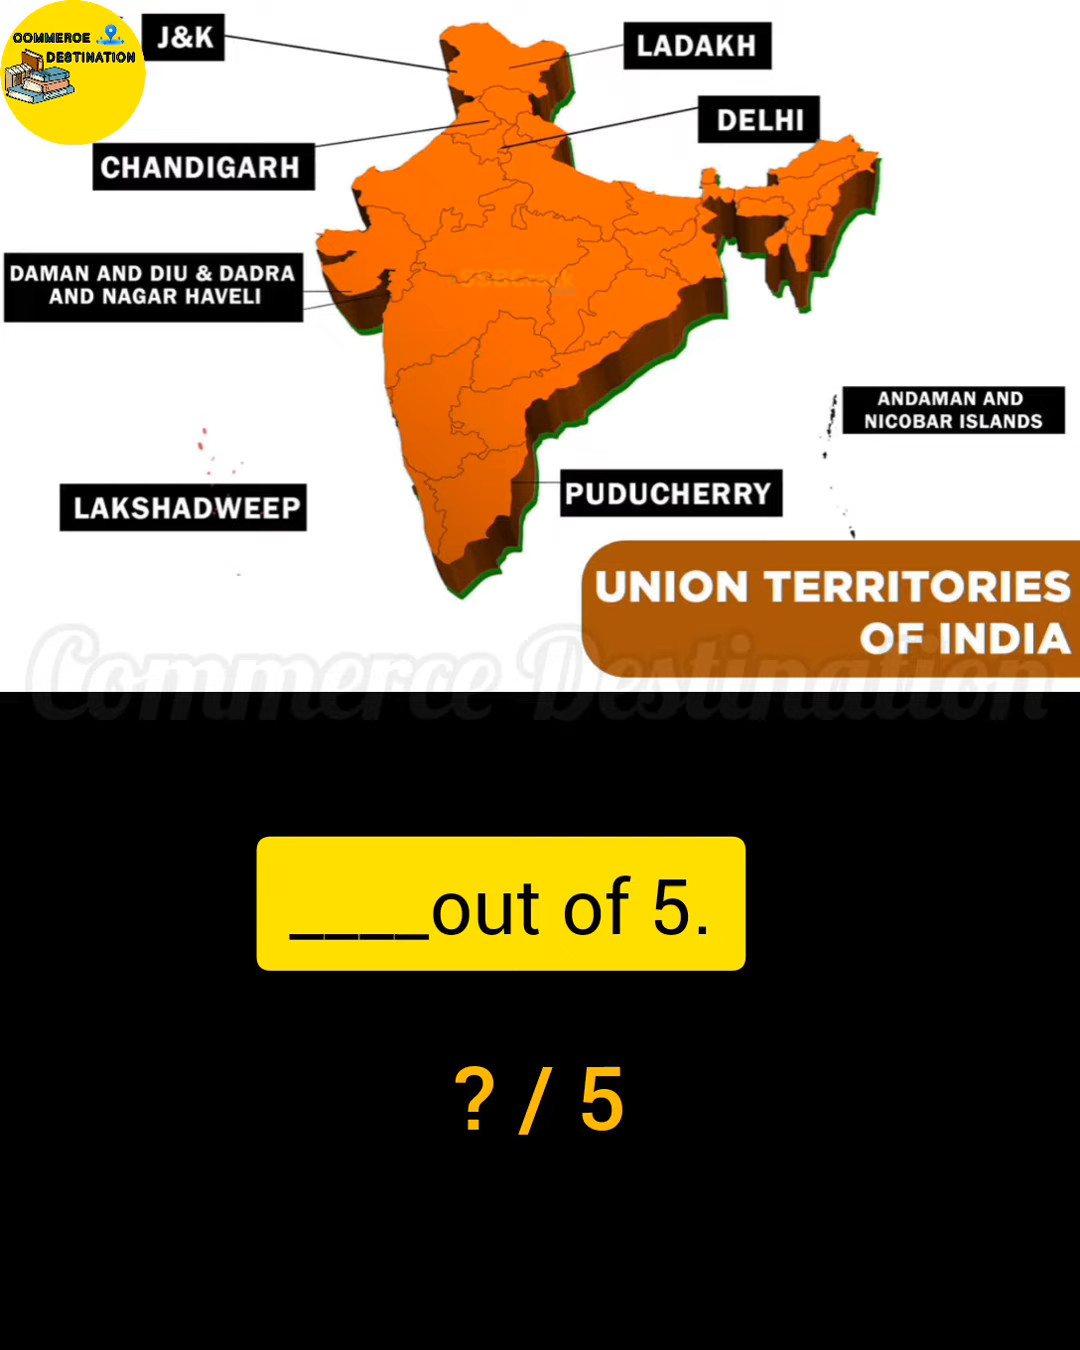 COMMERCE
DESTINATION
J&K
LADAKH
DELHI
CHANDIGARH
DAMAN AND DIU & DADRA
AND NAGAR HAVELI
SSBCrack
ANDAMAN AND
NICOBAR ISLANDS
LAKSHADWEEP
PUDUCHERRY
UNION TERRITORIES
OF INDIA
Commerce Destination
____out of 5.
? / 5